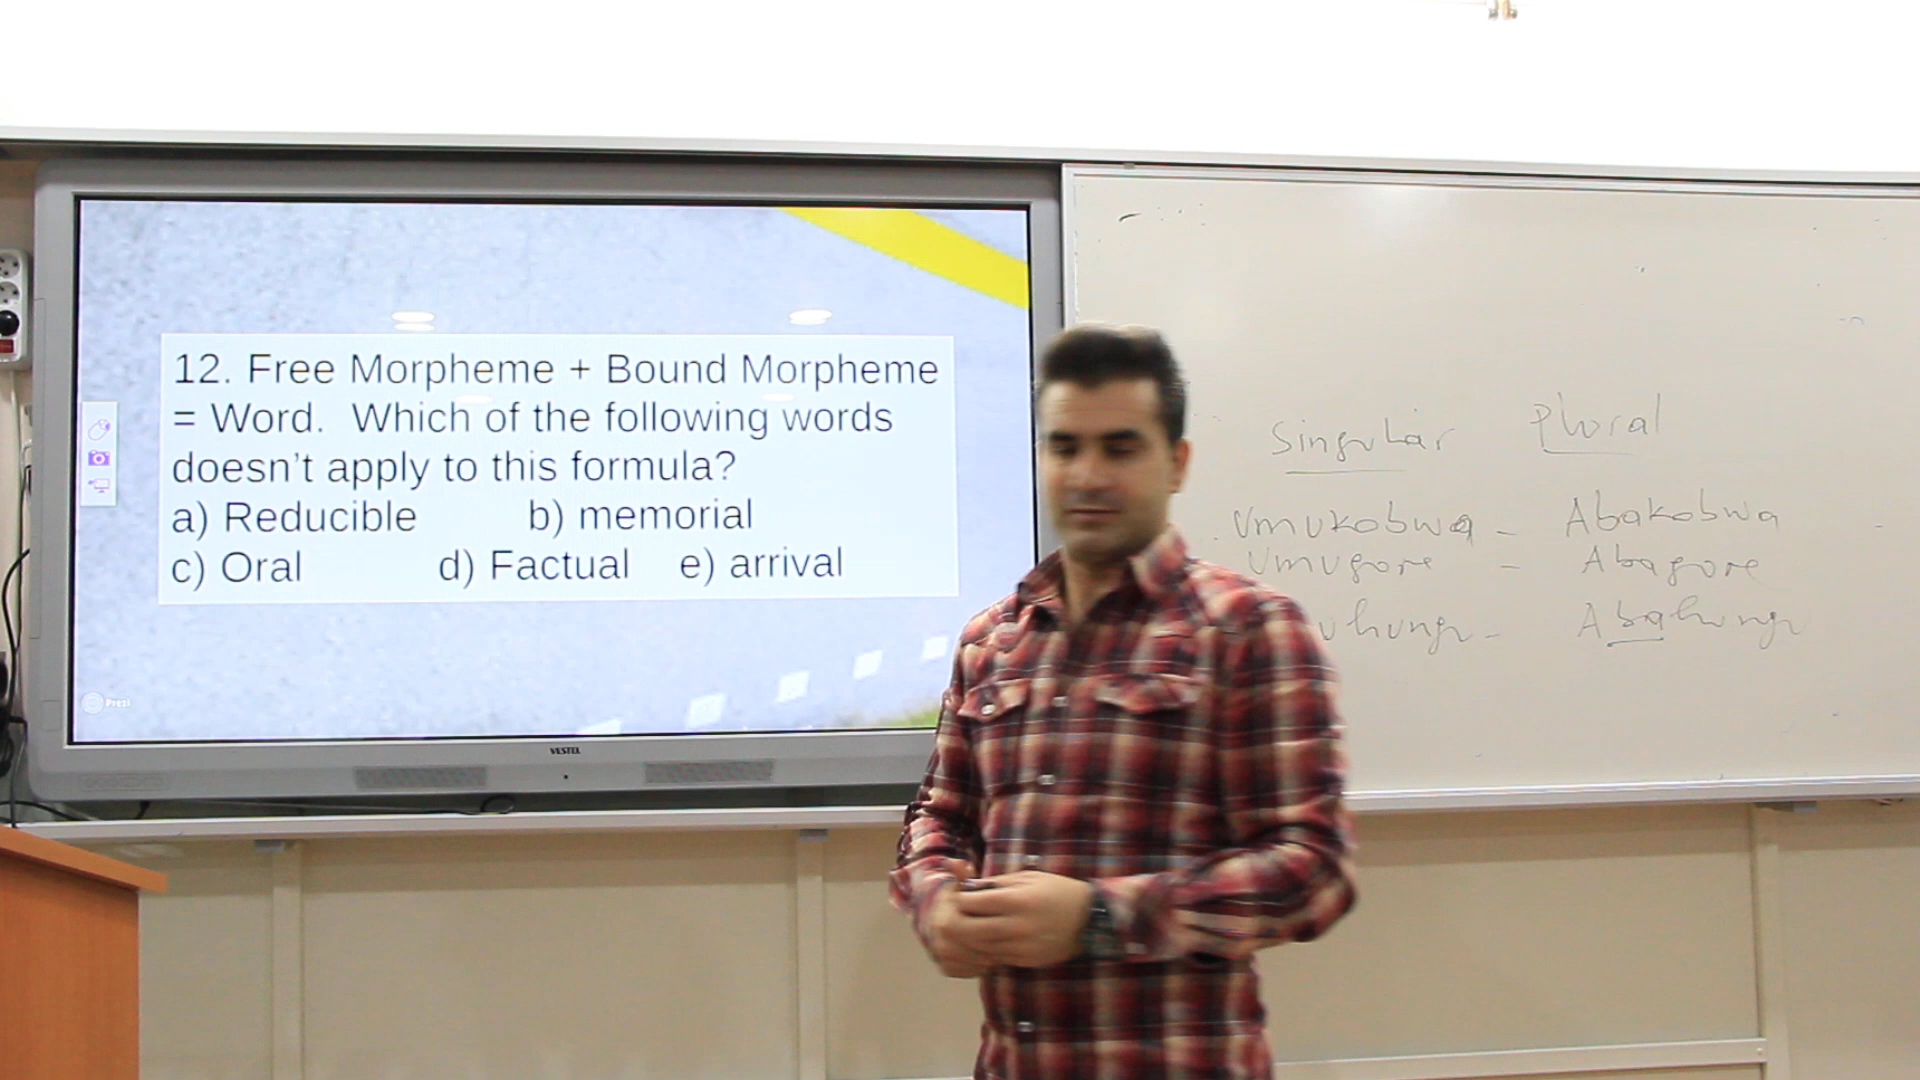 12. Free Morpheme + Bound Morpheme
= Word. Which of the following words
doesn't apply to this formula?
a) Reducible b) memorial
c) Oral d) Factual e) arrival
Prezi
VESTEL
Singular Plural
Umukobwa - Abakobwa
Umugore = Abagore